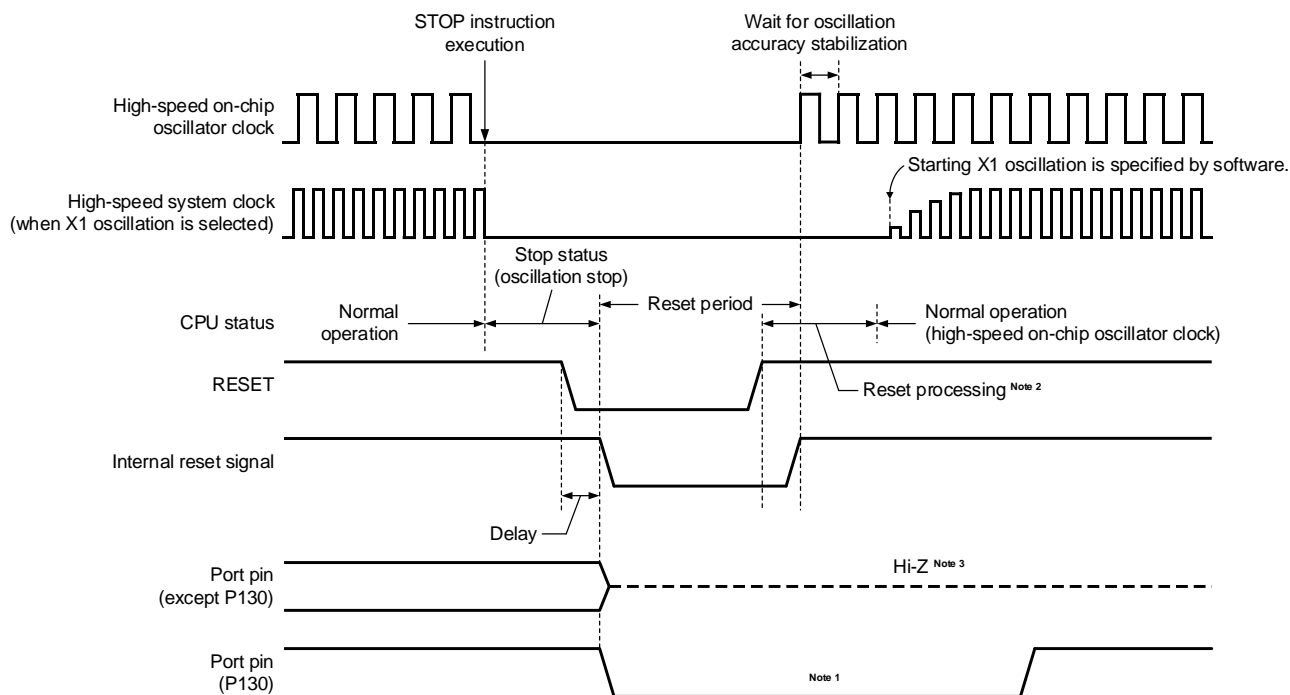 STOP instruction
execution
Wait for oscillation
accuracy stabilization
High-speed on-chip
oscillator clock
Starting X1 oscillation is specified by software.
High-speed system clock
(when X1 oscillation is selected)
Stop status
(oscillation stop)
Reset period
CPU status
Normal
operation
Normal operation
(high-speed on-chip oscillator clock)
RESET
Reset processing Note 2
Internal reset signal
Delay
Port pin
(except P130)
Hi-Z Note 3
Port pin
(P130)
Note 1